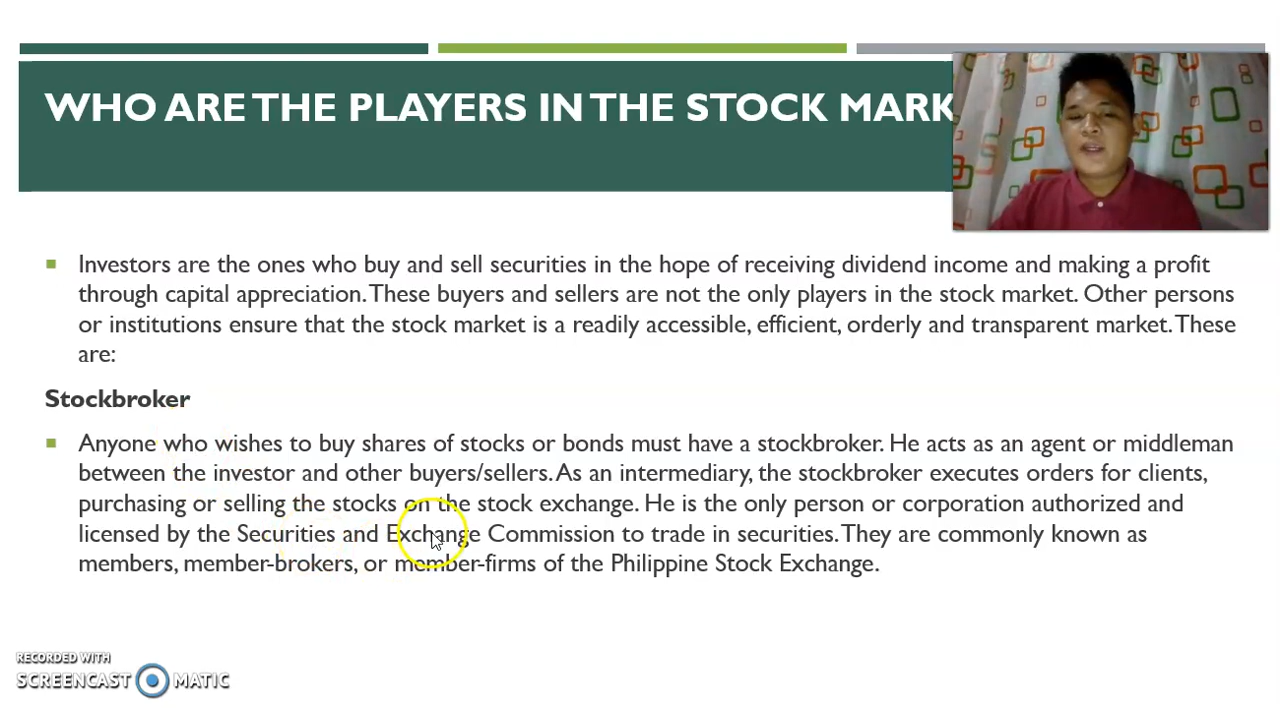 WHO ARE THE PLAYERS IN THE STOCK MARK
Investors are the ones who buy and sell securities in the hope of receiving dividend income and making a profit
through capital appreciation. These buyers and sellers are not the only players in the stock market. Other persons
or institutions ensure that the stock market is a readily accessible, efficient, orderly and transparent market. These
are:
Stockbroker
Anyone who wishes to buy shares of stocks or bonds must have a stockbroker. He acts as an agent or middleman
between the investor and other buyers/sellers. As an intermediary, the stockbroker executes orders for clients,
purchasing or selling the stocks on the stock exchange. He is the only person or corporation authorized and
licensed by the Securities and Exchange Commission to trade in securities. They are commonly known as
members, member-brokers, or member-firms of the Philippine Stock Exchange.
RECORDED WITH
SCREENCAST MATIC